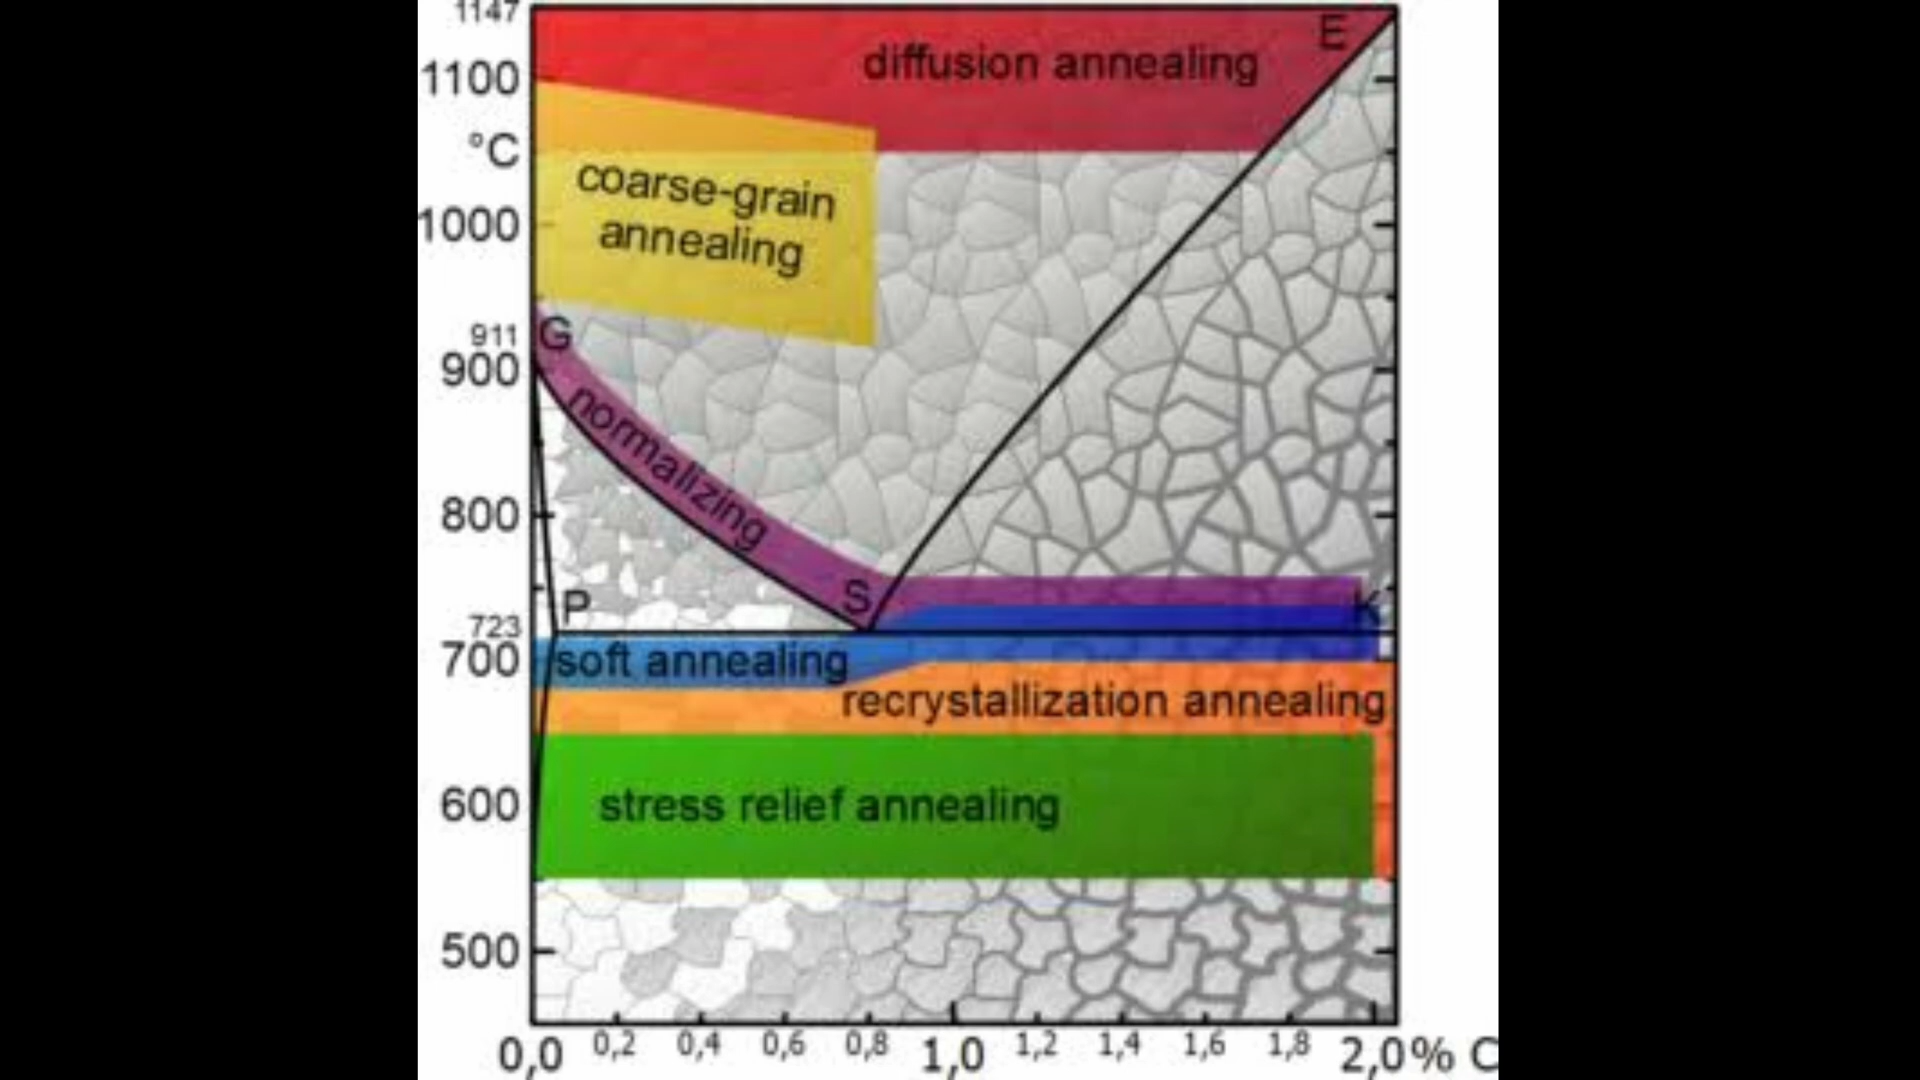 1147
E
diffusion annealing
1100
°C
coarse-grain
annealing
1000
G
911
900
normalizing
800
S
P
K
723
700
soft annealing
recrystallization annealing
600
stress relief annealing
500
0,0 0,2 0,4 0,6 0,8 1,0 1,2 1,4 1,6 1,8 2,0 % C